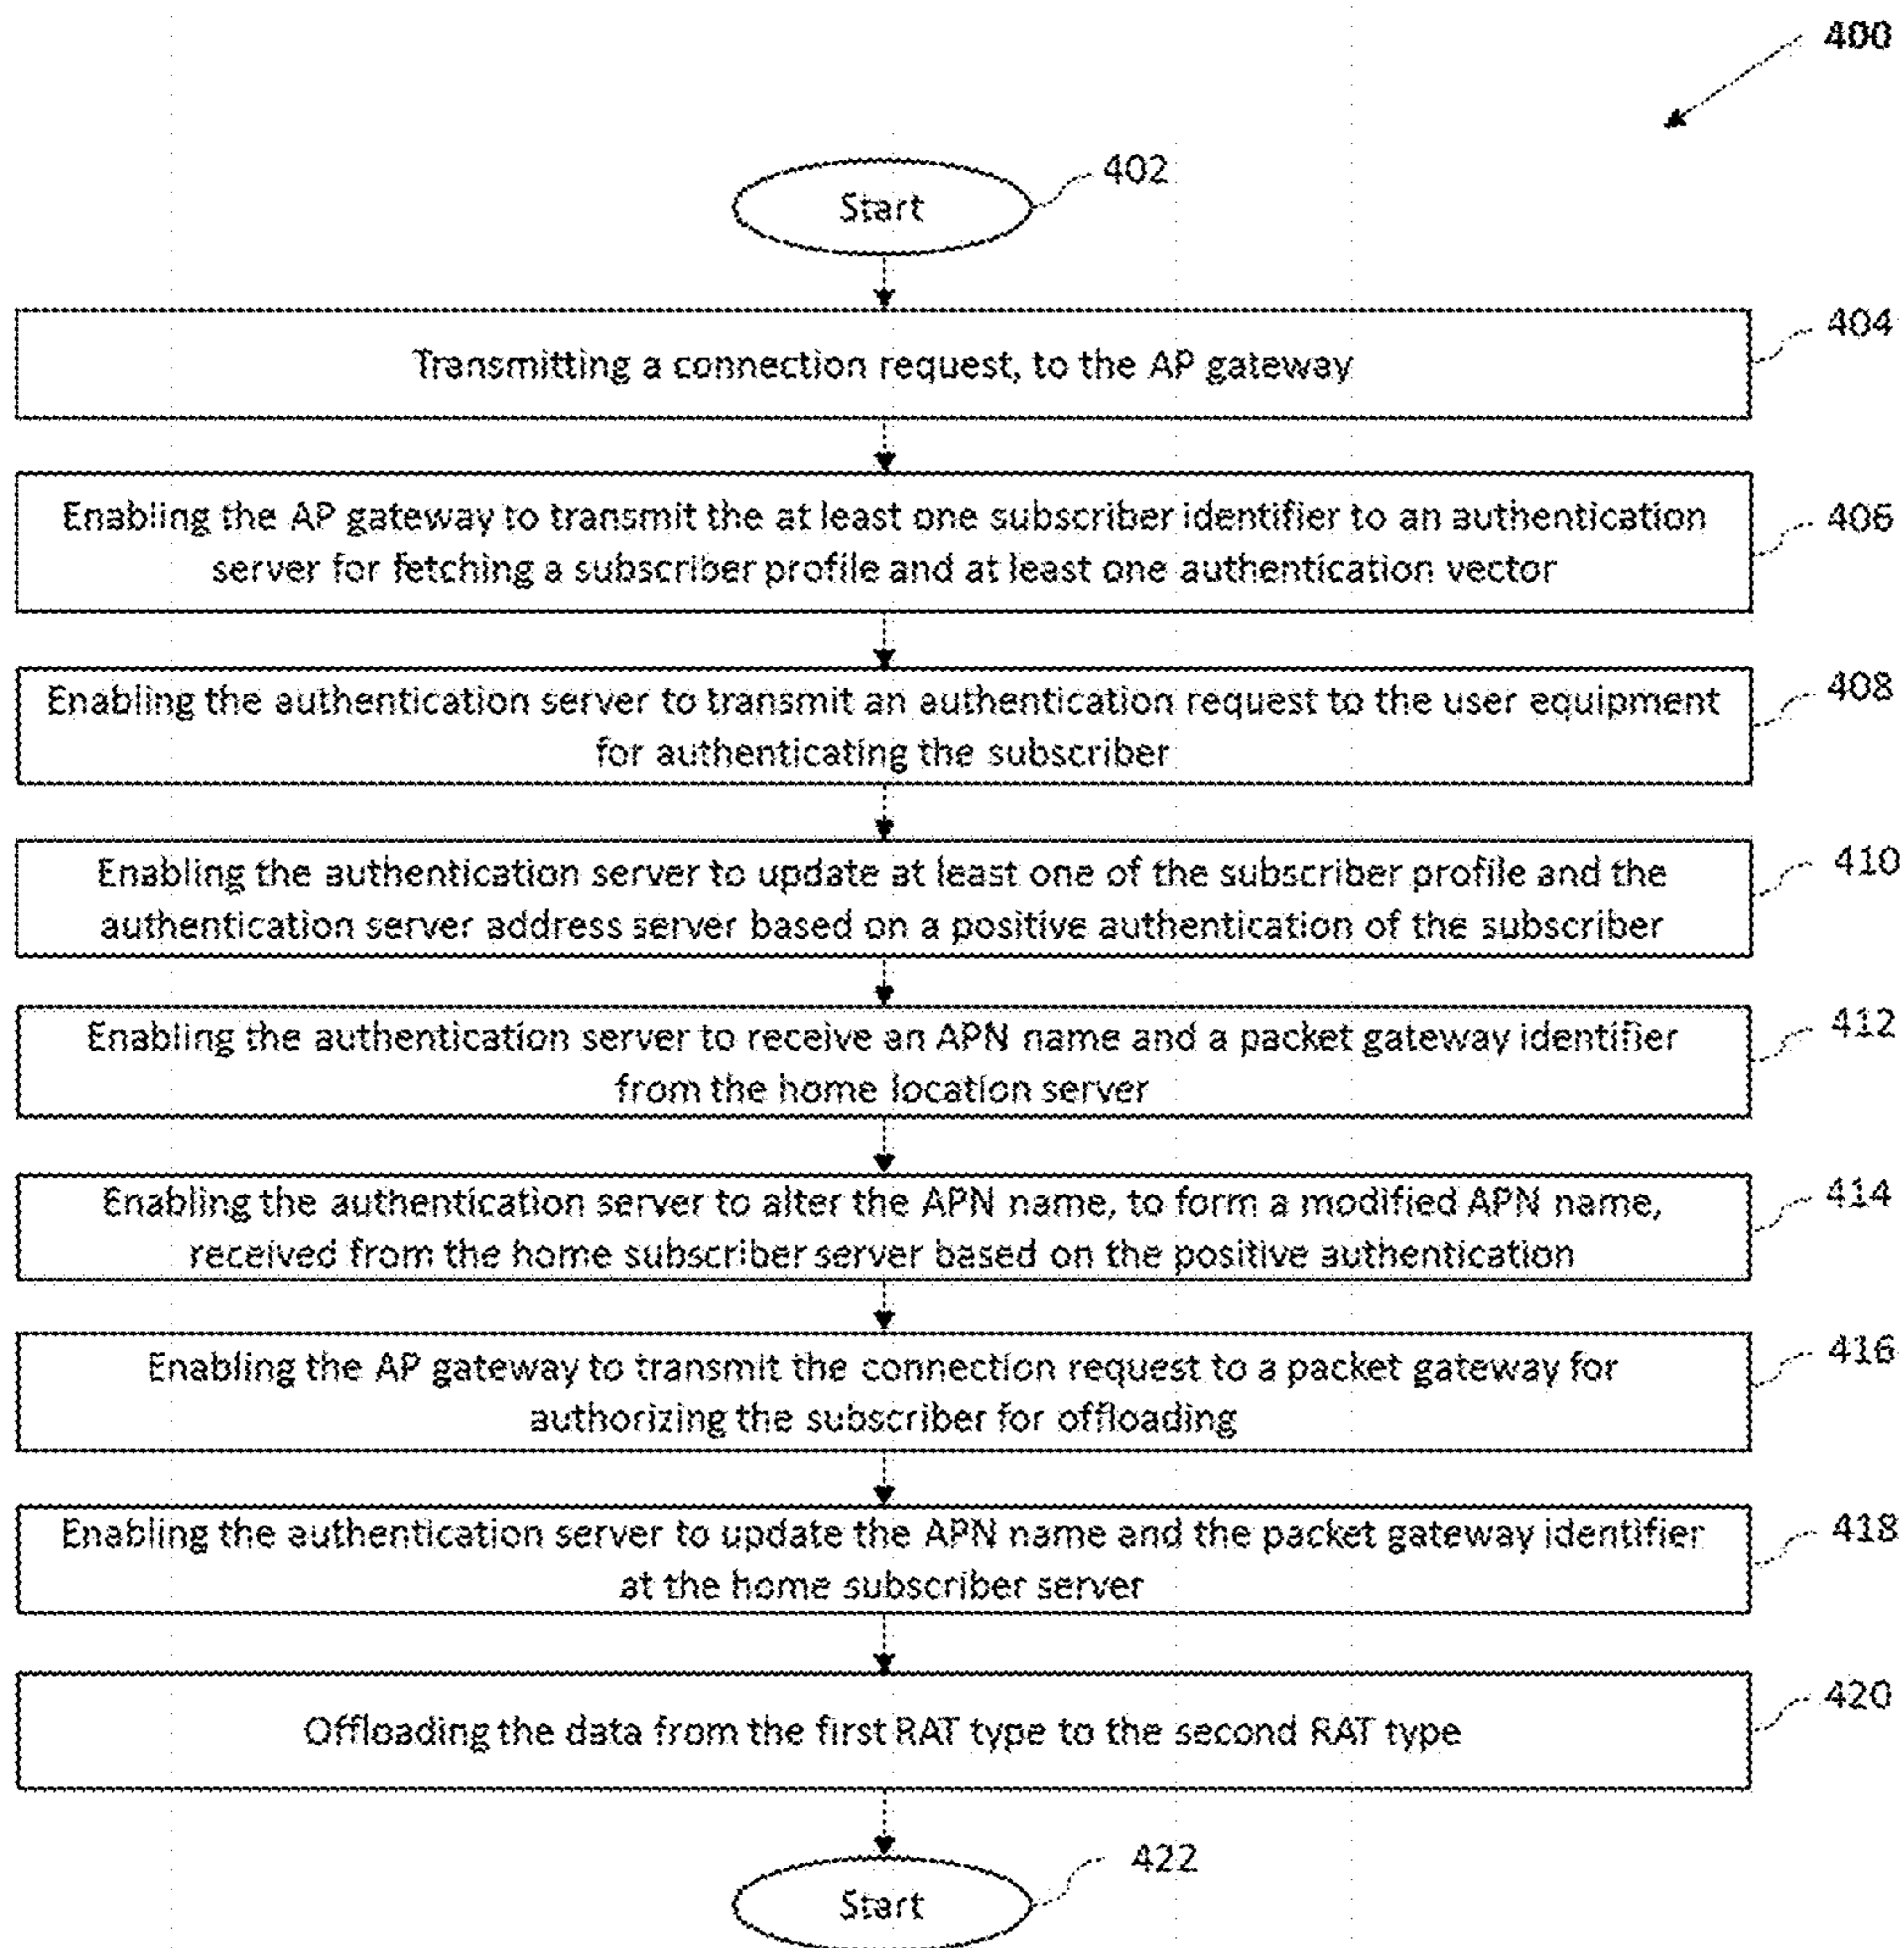 400
Start
402
Transmitting a connection request, to the AP gateway
404
Enabling the AP gateway to transmit the at least one subscriber identifier to an authentication
server for fetching a subscriber profile and at least one authentication vector
406
Enabling the authentication server to transmit an authentication request to the user equipment
for authenticating the subscriber
408
Enabling the authentication server to update at least one of the subscriber profile and the
authentication server address server based on a positive authentication of the subscriber
410
Enabling the authentication server to receive an APN name and a packet gateway identifier
from the home location server
412
Enabling the authentication server to alter the APN name, to form a modified APN name,
received from the home subscriber server based on the positive authentication
414
Enabling the AP gateway to transmit the connection request to a packet gateway for
authorizing the subscriber for offloading
416
Enabling the authentication server to update the APN name and the packet gateway identifier
at the home subscriber server
418
Offloading the data from the first RAT type to the second RAT type
420
Start
422